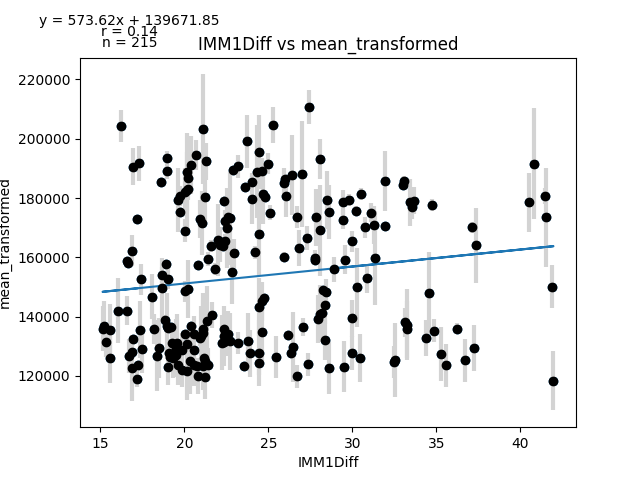 y = 573.62x + 139671.85
r = 0.14
n = 215
IMM1Diff vs mean_transformed
220000
200000
180000
160000
140000
120000
mean_transformed
15 20 25 30 35 40
IMM1Diff